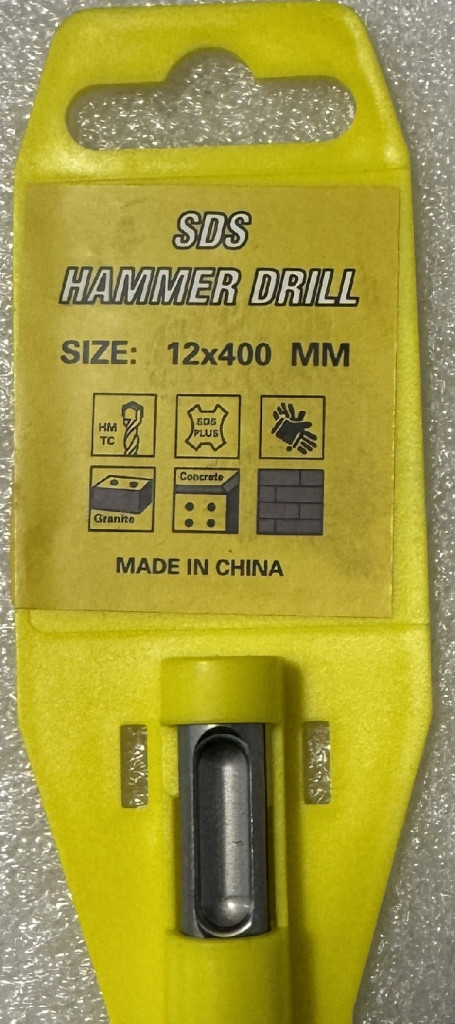 SDS
HAMMER DRILL
SIZE: 12x400 MM
HM
TC
SDS
PLUS
Granite
Concrete
MADE IN CHINA